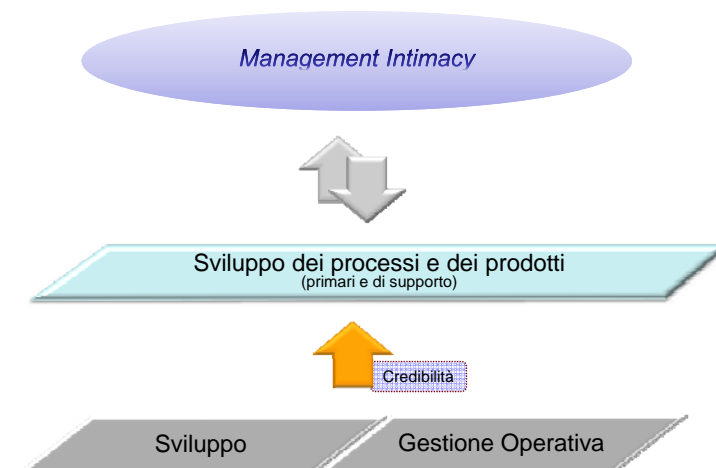 Management Intimacy
Sviluppo dei processi e dei prodotti
(primari e di supporto)
Credibilità
Sviluppo
Gestione Operativa